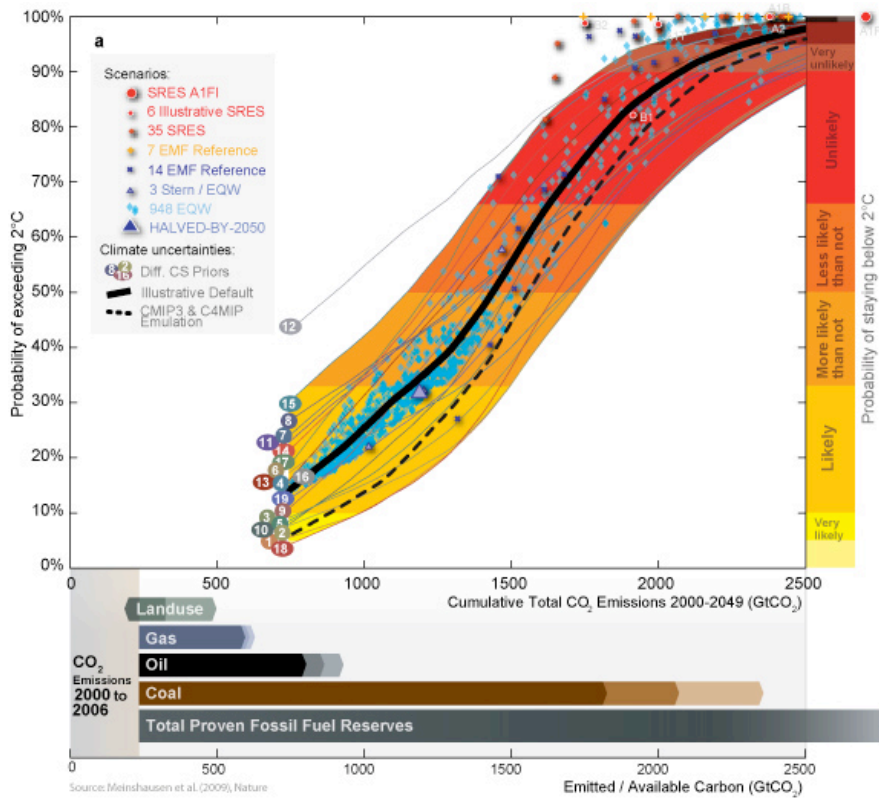 a
Scenarios:
SRES A1FI
6 Illustrative SRES
35 SRES
7 EMF Reference
14 EMF Reference
3 Stern / EQW
948 EQW
HALVED-BY-2050
Climate uncertainties:
8 2 16 Diff. CS Priors
Illustrative Default
CMIP3 & C4MIP
Emulation
Probability of exceeding 2°C
100%
90%
80%
70%
60%
50%
40%
30%
20%
10%
0%
B2
A1B
A2
A1FI
B1
12
15
8
7
11
14
17
6
13
4
16
19
9
3
5
10
2
1
18
Very
unlikely
Unlikely
Less likely
than not
More likely
than not
Likely
Very
likely
Probability of staying below 2°C
0
500
1000
1500
2000
2500
Cumulative Total CO₂ Emissions 2000-2049 (GtCO₂)
Landuse
Gas
Oil
Coal
Total Proven Fossil Fuel Reserves
CO₂
Emissions
2000 to
2006
0
500
1000
1500
2000
2500
Source: Meinshausen et al. (2009), Nature
Emitted / Available Carbon (GtCO₂)